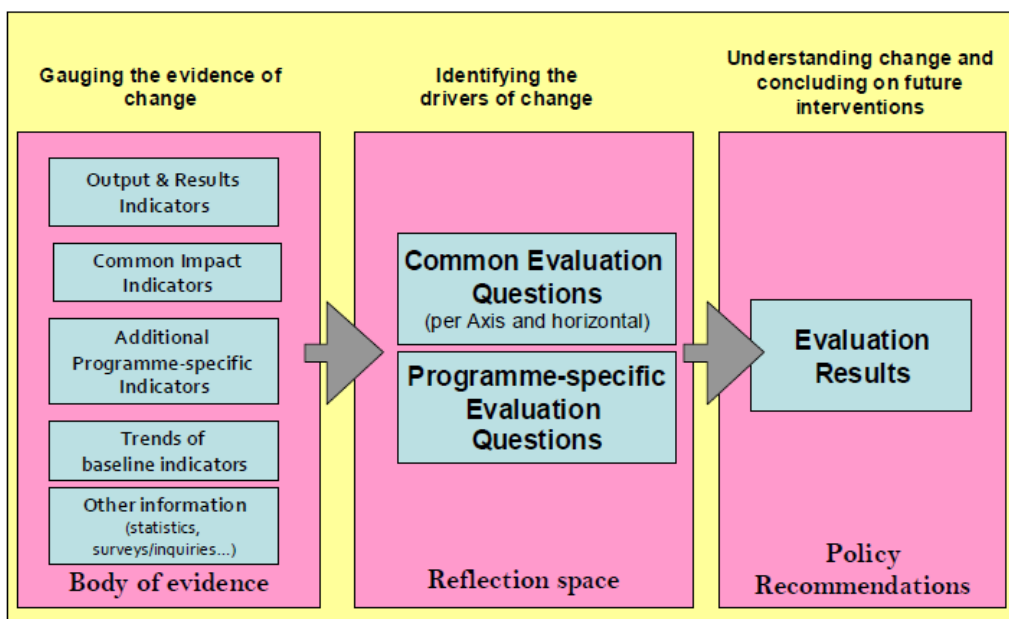 Gauging the evidence of
change
Output & Results
Indicators
Common Impact
Indicators
Additional
Programme-specific
Indicators
Trends of
baseline indicators
Other information
(statistics,
surveys/inquiries...)
Body of evidence
Identifying the
drivers of change
Common Evaluation
Questions
(per Axis and horizontal)
Programme-specific
Evaluation
Questions
Reflection space
Understanding change and
concluding on future
interventions
Evaluation
Results
Policy
Recommendations